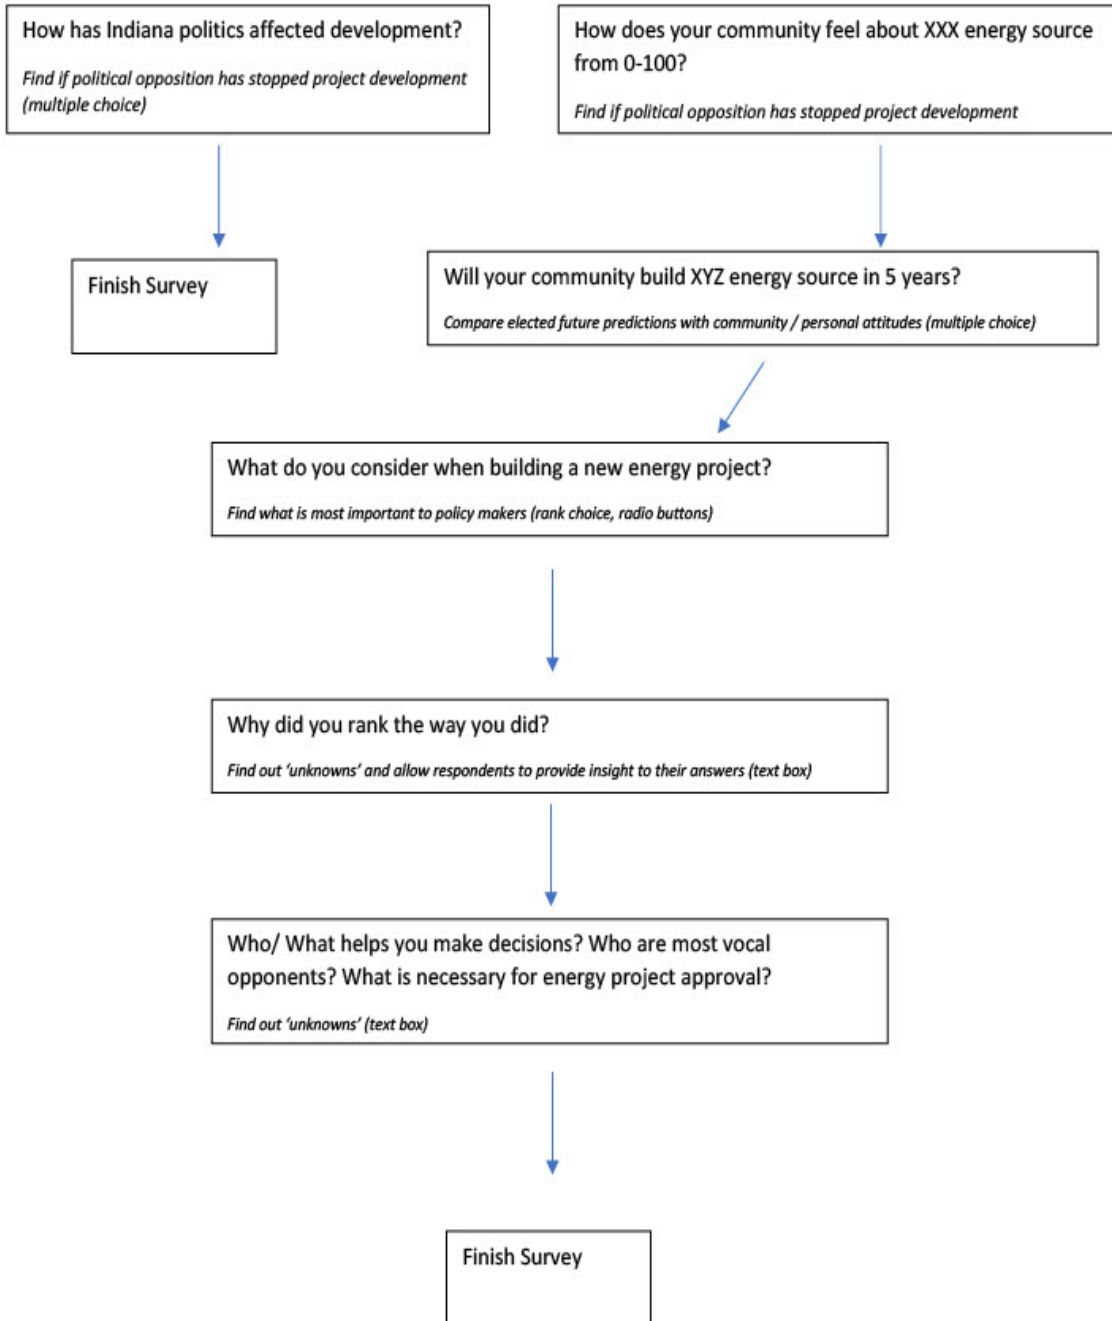 How has Indiana politics affected development?
Find if political opposition has stopped project development
(multiple choice)
How does your community feel about XXX energy source
from 0-100?
Find if political opposition has stopped project development
Finish Survey
Will your community build XYZ energy source in 5 years?
Compare elected future predictions with community / personal attitudes (multiple choice)
What do you consider when building a new energy project?
Find what is most important to policy makers (rank choice, radio buttons)
Why did you rank the way you did?
Find out ‘unknowns’ and allow respondents to provide insight to their answers (text box)
Who/ What helps you make decisions? Who are most vocal
opponents? What is necessary for energy project approval?
Find out ‘unknowns’ (text box)
Finish Survey